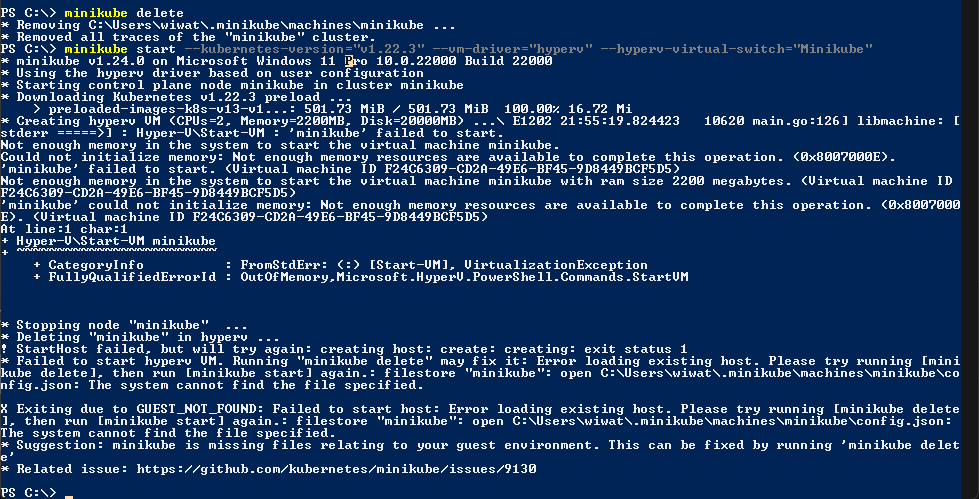 PS C:\> minikube delete
* Removing C:\Users\wiwat\.minikube\machines\minikube ...
* Removed all traces of the "minikube" cluster.
PS C:\> minikube start --kubernetes-version="v1.22.3" --vm-driver="hyperv" --hyperv-virtual-switch="Minikube"
* minikube v1.24.0 on Microsoft Windows 11 Pro 10.0.22000 Build 22000
* Using the hyperv driver based on user configuration
* Starting control plane node minikube in cluster minikube
* Downloading Kubernetes v1.22.3 preload ...
    > preloaded-images-k8s-v13-v1...: 501.73 MiB / 501.73 MiB  100.00% 16.72 Mi
* Creating hyperv VM (CPUs=2, Memory=2200MB, Disk=20000MB) ...\ E1202 21:55:19.824423   10620 main.go:126] libmachine: [
stderr =====>] : Hyper-V\Start-VM : 'minikube' failed to start.
Not enough memory in the system to start the virtual machine minikube.
Could not initialize memory: Not enough memory resources are available to complete this operation. (0x8007000E).
'minikube' failed to start. (Virtual machine ID F24C6309-CD2A-49E6-BF45-9D8449BCF5D5)
Not enough memory in the system to start the virtual machine minikube with ram size 2200 megabytes. (Virtual machine ID
F24C6309-CD2A-49E6-BF45-9D8449BCF5D5)
'minikube' could not initialize memory: Not enough memory resources are available to complete this operation. (0x8007000
E). (Virtual machine ID F24C6309-CD2A-49E6-BF45-9D8449BCF5D5)
At line:1 char:1
+ Hyper-V\Start-VM minikube
+ ~~~~~~~~~~~~~~~~~~~~~~~~~
    + CategoryInfo          : FromStdErr: (:) [Start-VM], VirtualizationException
    + FullyQualifiedErrorId : OutOfMemory,Microsoft.HyperV.PowerShell.Commands.StartVM
* Stopping node "minikube"  ...
* Deleting "minikube" in hyperv ...
! StartHost failed, but will try again: creating host: create: creating: exit status 1
* Failed to start hyperv VM. Running "minikube delete" may fix it: Error loading existing host. Please try running [mini
kube delete], then run [minikube start] again.: filestore "minikube": open C:\Users\wiwat\.minikube\machines\minikube\co
nfig.json: The system cannot find the file specified.
X Exiting due to GUEST_NOT_FOUND: Failed to start host: Error loading existing host. Please try running [minikube delete
], then run [minikube start] again.: filestore "minikube": open C:\Users\wiwat\.minikube\machines\minikube\config.json:
The system cannot find the file specified.
* Suggestion: minikube is missing files relating to your guest environment. This can be fixed by running 'minikube delet
e'
* Related issue: https://github.com/kubernetes/minikube/issues/9130
PS C:\>